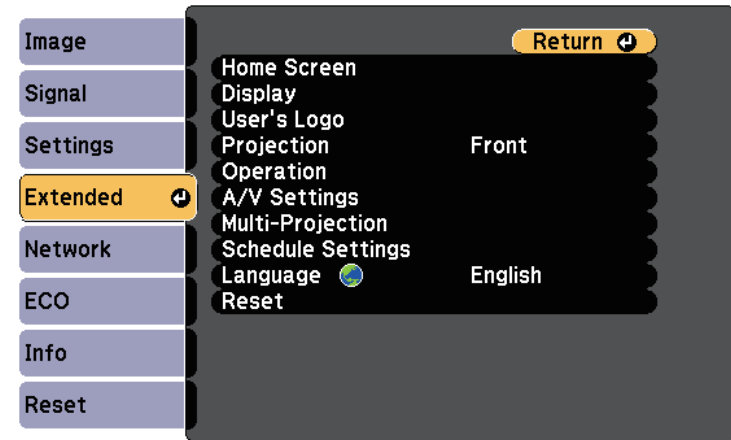 Image
Signal
Settings
Extended
Network
ECO
Info
Reset
Return
Home Screen
Display
User's Logo
Projection Front
Operation
A/V Settings
Multi-Projection
Schedule Settings
Language English
Reset